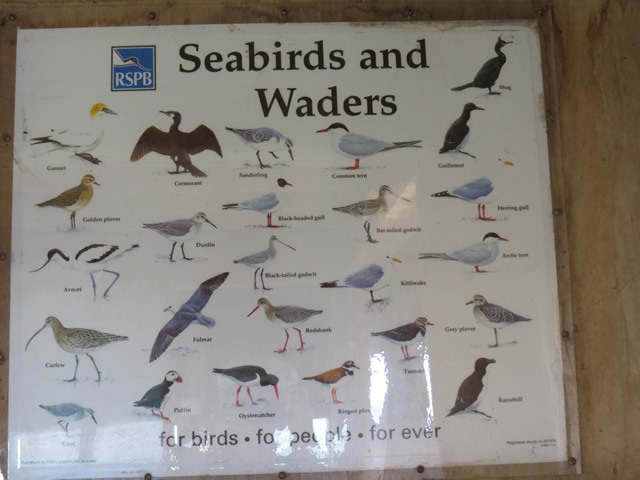 RSPB
Seabirds and
Waders
Shag
Gannet
Cormorant
Sanderling
Common tern
Guillemot
Golden plover
Black-headed gull
Bar-tailed godwit
Herring gull
Dunlin
Arctic tern
Avocet
Black-tailed godwit
Kittiwake
Fulmar
Redshank
Grey plover
Curlew
Puffin
Oystercatcher
Ringed
Razorbill
Knot
for birds • for people • for ever